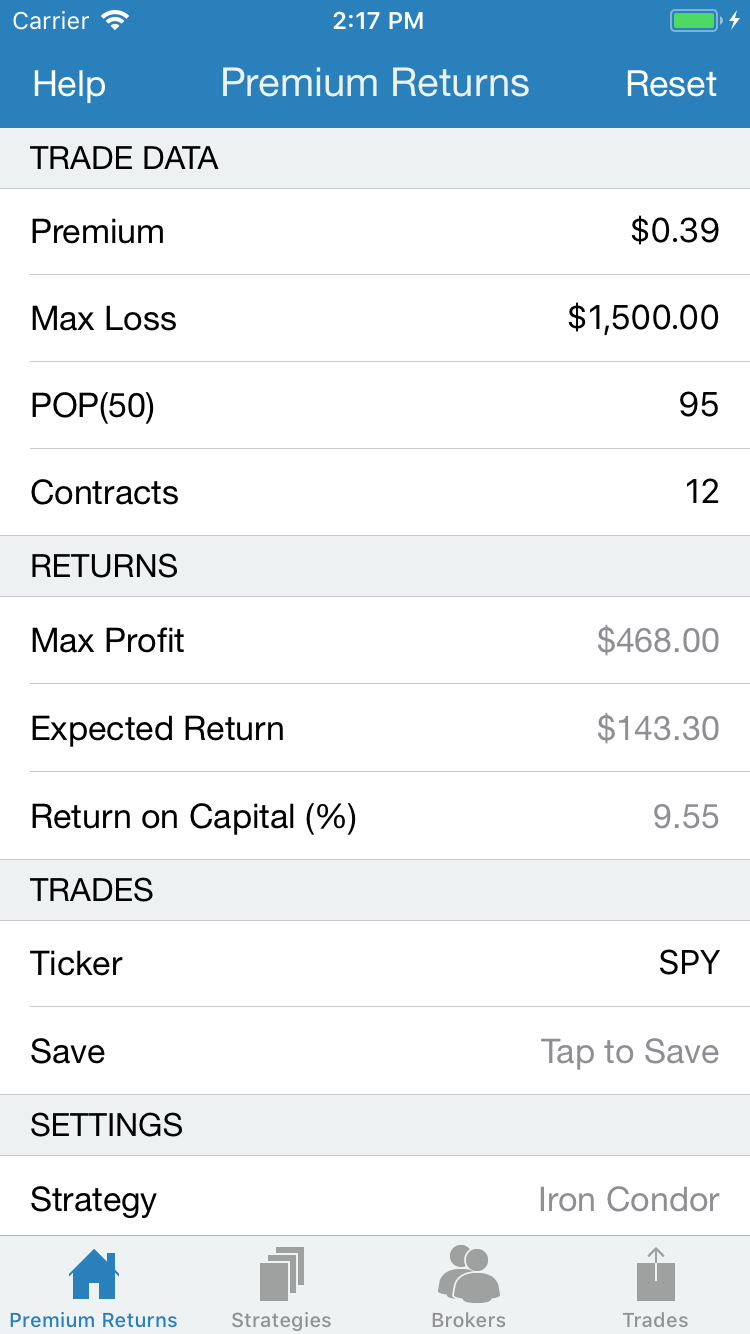 Carrier 2:17 PM
Help Premium Returns Reset
TRADE DATA
Premium $0.39
Max Loss $1,500.00
POP(50) 95
Contracts 12
RETURNS
Max Profit $468.00
Expected Return $143.30
Return on Capital (%) 9.55
TRADES
Ticker SPY
Save Tap to Save
SETTINGS
Strategy Iron Condor
Premium Returns Strategies Brokers Trades